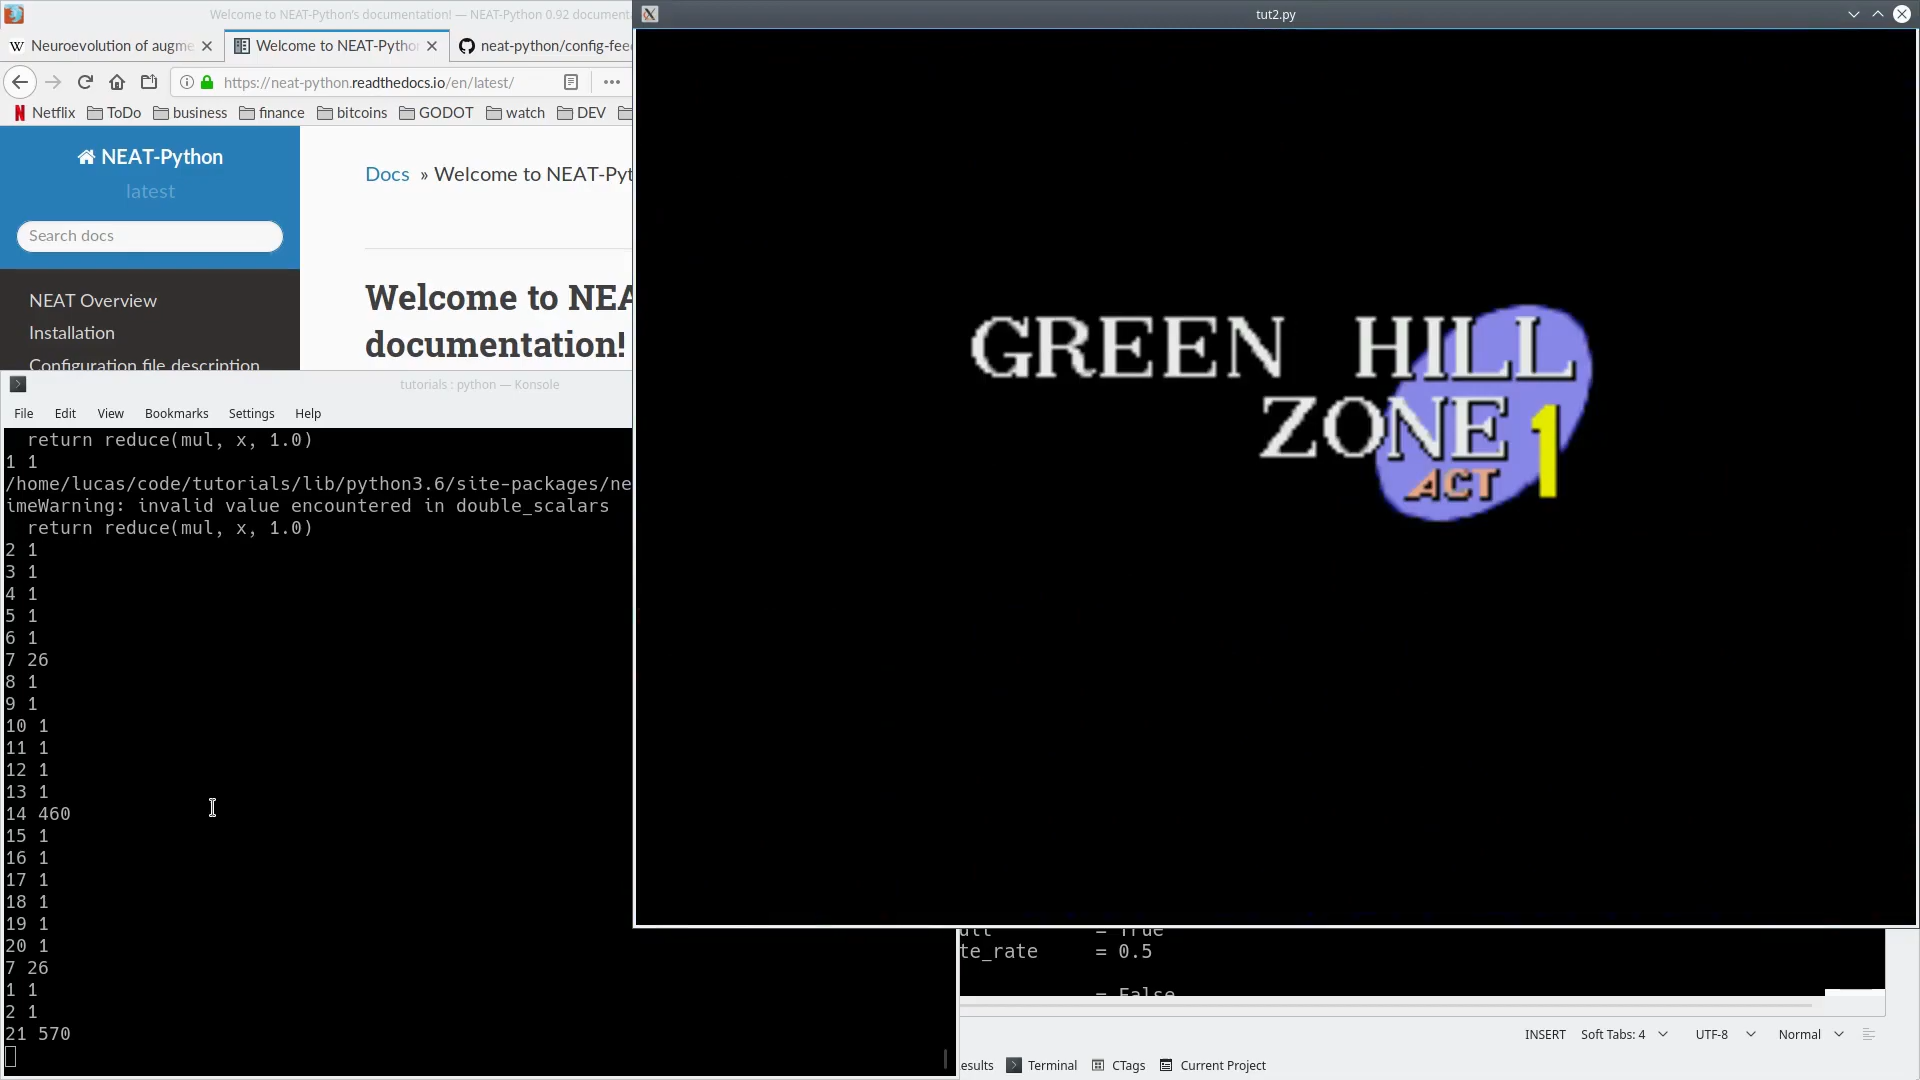 Welcome to NEAT-Python's documentation! — NEAT-Python 0.92 documenta
Neuroevolution of augme
Welcome to NEAT-Pytho
neat-python/config-fee
https://neat-python.readthedocs.io/en/latest/
Netflix ToDo business finance bitcoins GODOT watch DEV
NEAT-Python
latest
Search docs
NEAT Overview
Installation
Configuration file description
Docs » Welcome to NEAT-Pyt
Welcome to NEA
documentation!
tutorials : python — Konsole
File Edit View Bookmarks Settings Help
return reduce(mul, x, 1.0)
1 1
/home/lucas/code/tutorials/lib/python3.6/site-packages/ne
imeWarning: invalid value encountered in double_scalars
return reduce(mul, x, 1.0)
2 1
3 1
4 1
5 1
6 1
7 26
8 1
9 1
10 1
11 1
12 1
13 1
14 460
15 1
16 1
17 1
18 1
19 1
20 1
7 26
1 1
2 1
21 570
tut2.py
GREEN HILL
ZONE
ACT 1
ull = True
te_rate = 0.5
= False
INSERT Soft Tabs: 4 UTF-8 Normal
esults Terminal CTags Current Project